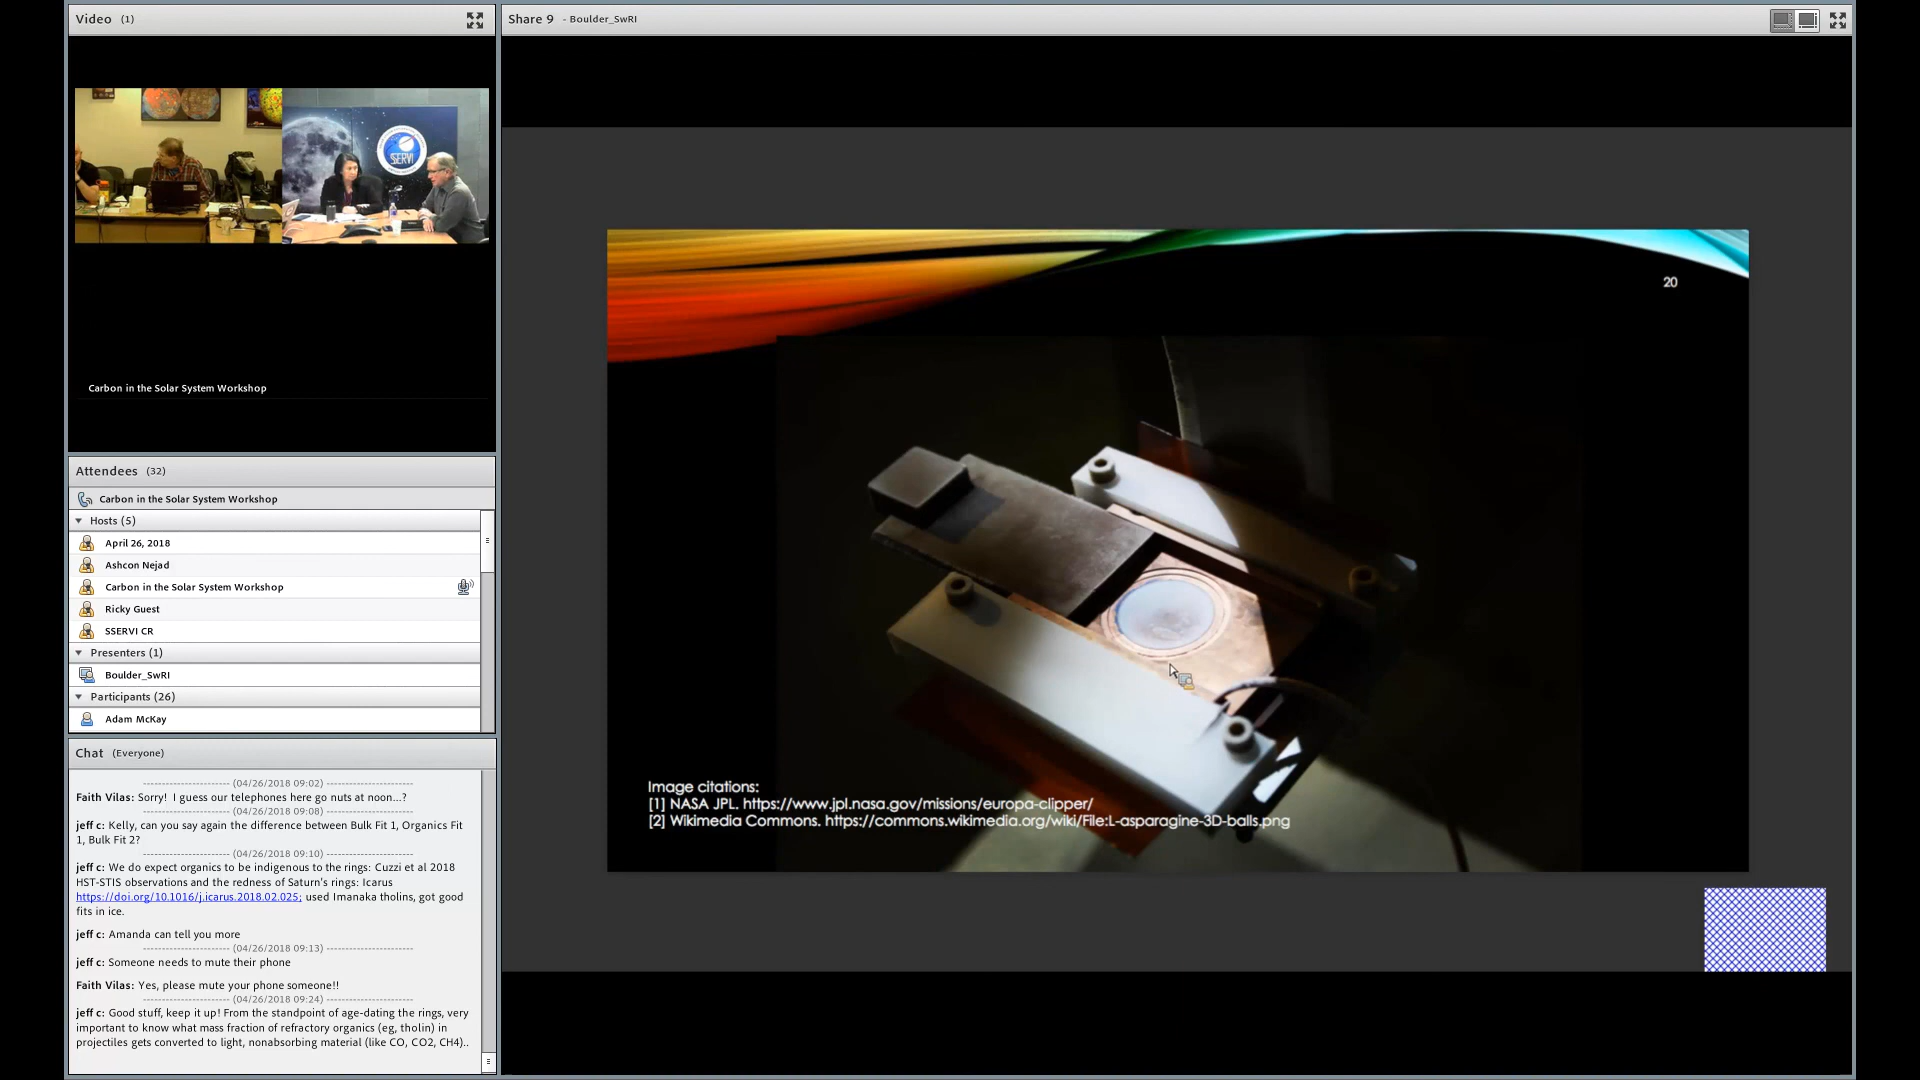 Video (1)
Share 9 - Boulder_SwRI
SSERVI
Carbon in the Solar System Workshop
20
Image citations:
[1] NASA JPL. https://www.jpl.nasa.gov/missions/europa-clipper/
[2] Wikimedia Commons. https://commons.wikimedia.org/wiki/File:L-asparagine-3D-balls.png
Attendees (32)
Carbon in the Solar System Workshop
Hosts (5)
April 26, 2018
Ashcon Nejad
Carbon in the Solar System Workshop
Ricky Guest
SSERVI CR
Presenters (1)
Boulder_SwRI
Participants (26)
Adam McKay
Chat (Everyone)
---------------------- (04/26/2018 09:02) ----------------------
Faith Vilas: Sorry! I guess our telephones here go nuts at noon...?
---------------------- (04/26/2018 09:08) ----------------------
jeff c: Kelly, can you say again the difference between Bulk Fit 1, Organics Fit
1, Bulk Fit 2?
---------------------- (04/26/2018 09:10) ----------------------
jeff c: We do expect organics to be indigenous to the rings: Cuzzi et al 2018
HST-STIS observations and the redness of Saturn's rings: Icarus
https://doi.org/10.1016/j.icarus.2018.02.025; used Imanaka tholins, got good
fits in ice.
jeff c: Amanda can tell you more
---------------------- (04/26/2018 09:13) ----------------------
jeff c: Someone needs to mute their phone
Faith Vilas: Yes, please mute your phone someone!!
---------------------- (04/26/2018 09:24) ----------------------
jeff c: Good stuff, keep it up! From the standpoint of age-dating the rings, very
important to know what mass fraction of refractory organics (eg, tholin) in
projectiles gets converted to light, nonabsorbing material (like CO, CO2, CH4)..